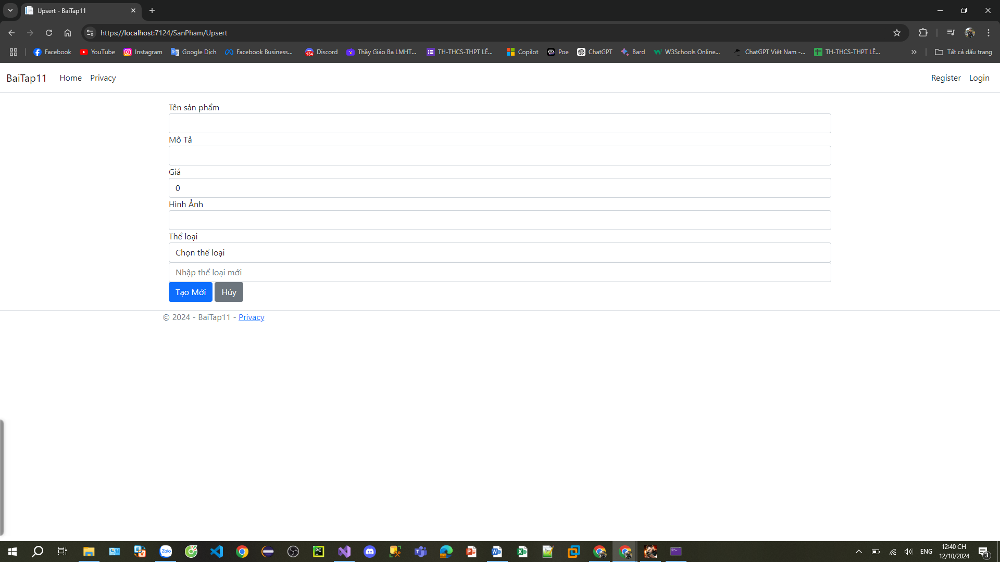 Upsert - BaiTap11
https://localhost:7124/SanPham/Upsert
Facebook YouTube Instagram Google Dịch Facebook Business... Discord Thầy Giáo Ba LMHT... TH-THCS-THPT LÊ... Copilot Poe ChatGPT Bard W3Schools Online... ChatGPT Việt Nam -... TH-THCS-THPT LÊ... Tất cả dấu trang
BaiTap11 Home Privacy Register Login
Tên sản phẩm
Mô Tả
Giá
0
Hình Ảnh
Thể loại
Chọn thể loại
Nhập thể loại mới
Tạo Mới Hủy
© 2024 - BaiTap11 - Privacy
ENG
12:40 CH
12/10/2024
3